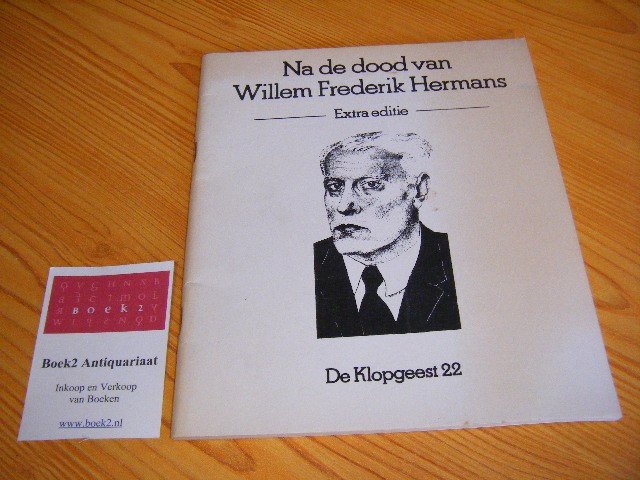 Na de dood van
Willem Frederik Hermans
Extra editie
De Klopgeest 22
BOEK2
Boek2 Antiquariaat
Inkoop en Verkoop
van Boeken
www.boek2.nl